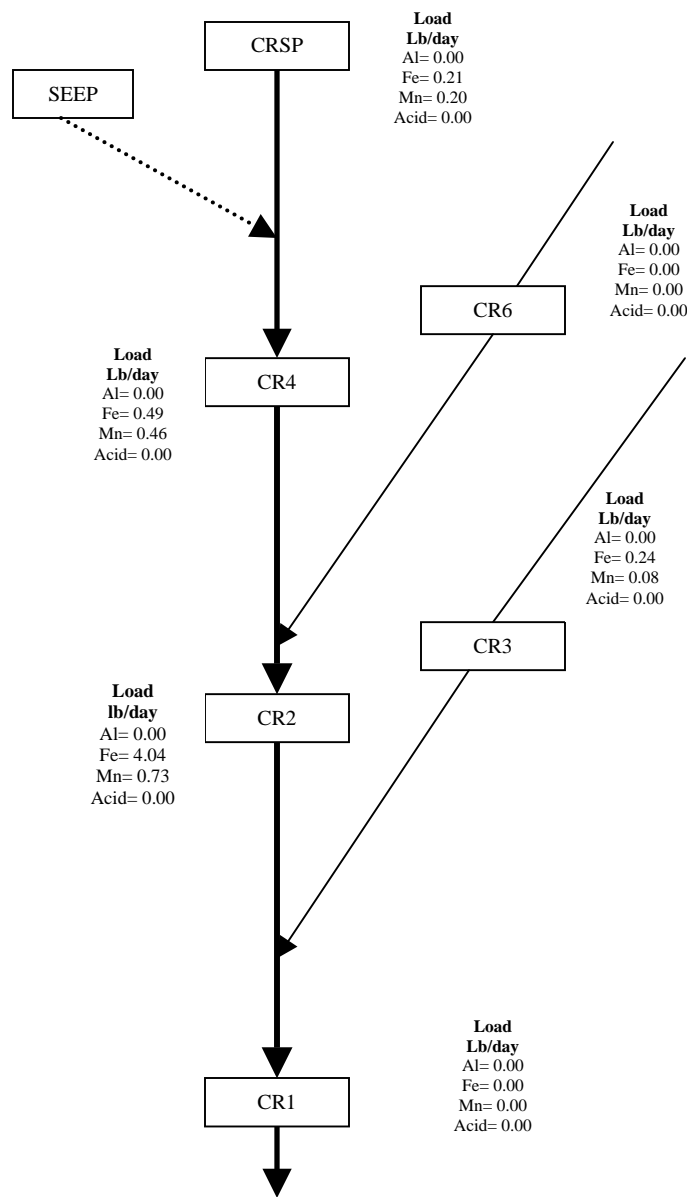 CRSP
Load
Lb/day
Al= 0.00
Fe= 0.21
Mn= 0.20
Acid= 0.00
SEEP
Load
Lb/day
Al= 0.00
Fe= 0.00
Mn= 0.00
Acid= 0.00
CR6
Load
Lb/day
Al= 0.00
Fe= 0.49
Mn= 0.46
Acid= 0.00
CR4
Load
Lb/day
Al= 0.00
Fe= 0.24
Mn= 0.08
Acid= 0.00
CR3
Load
lb/day
Al= 0.00
Fe= 4.04
Mn= 0.73
Acid= 0.00
CR2
Load
Lb/day
Al= 0.00
Fe= 0.00
Mn= 0.00
Acid= 0.00
CR1